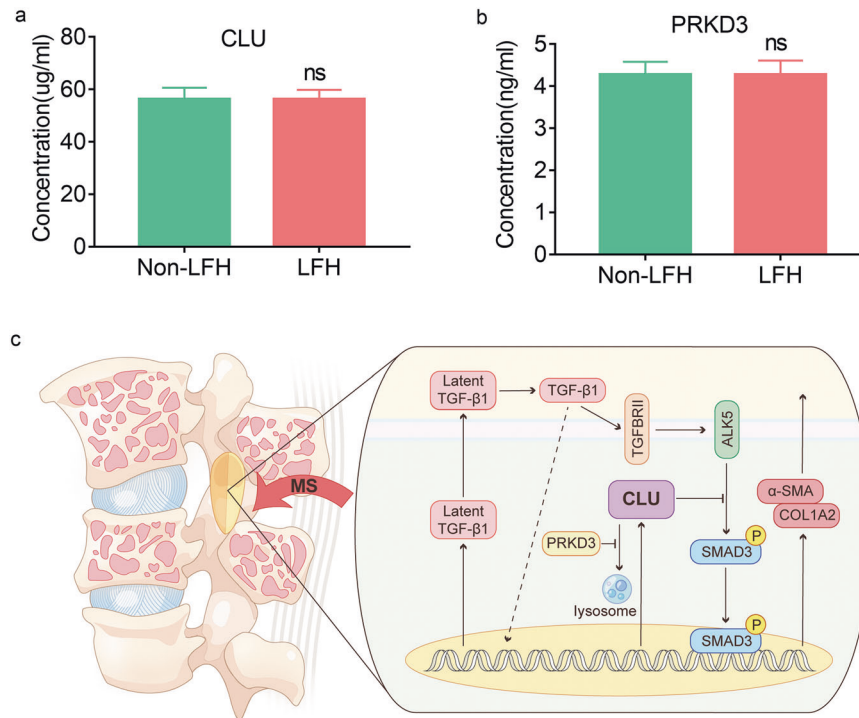 a
CLU
Concentration(ug/ml)
80
60
40
20
0
ns
Non-LFH
LFH
b
PRKD3
Concentration(ng/ml)
5
4
3
2
1
0
ns
Non-LFH
LFH
c
MS
Latent
TGF-β1
TGF-β1
TGFBRII
ALK5
Latent
TGF-β1
CLU
α-SMA
COL1A2
PRKD3
P
SMAD3
lysosome
P
SMAD3